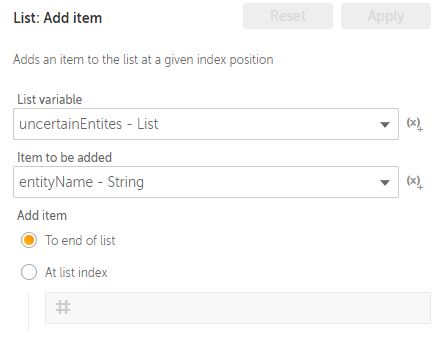 List: Add item
Reset
Apply
Adds an item to the list at a given index position
List variable
uncertainEntites - List
(x)+
Item to be added
entityName - String
(x)+
Add item
To end of list
At list index
#